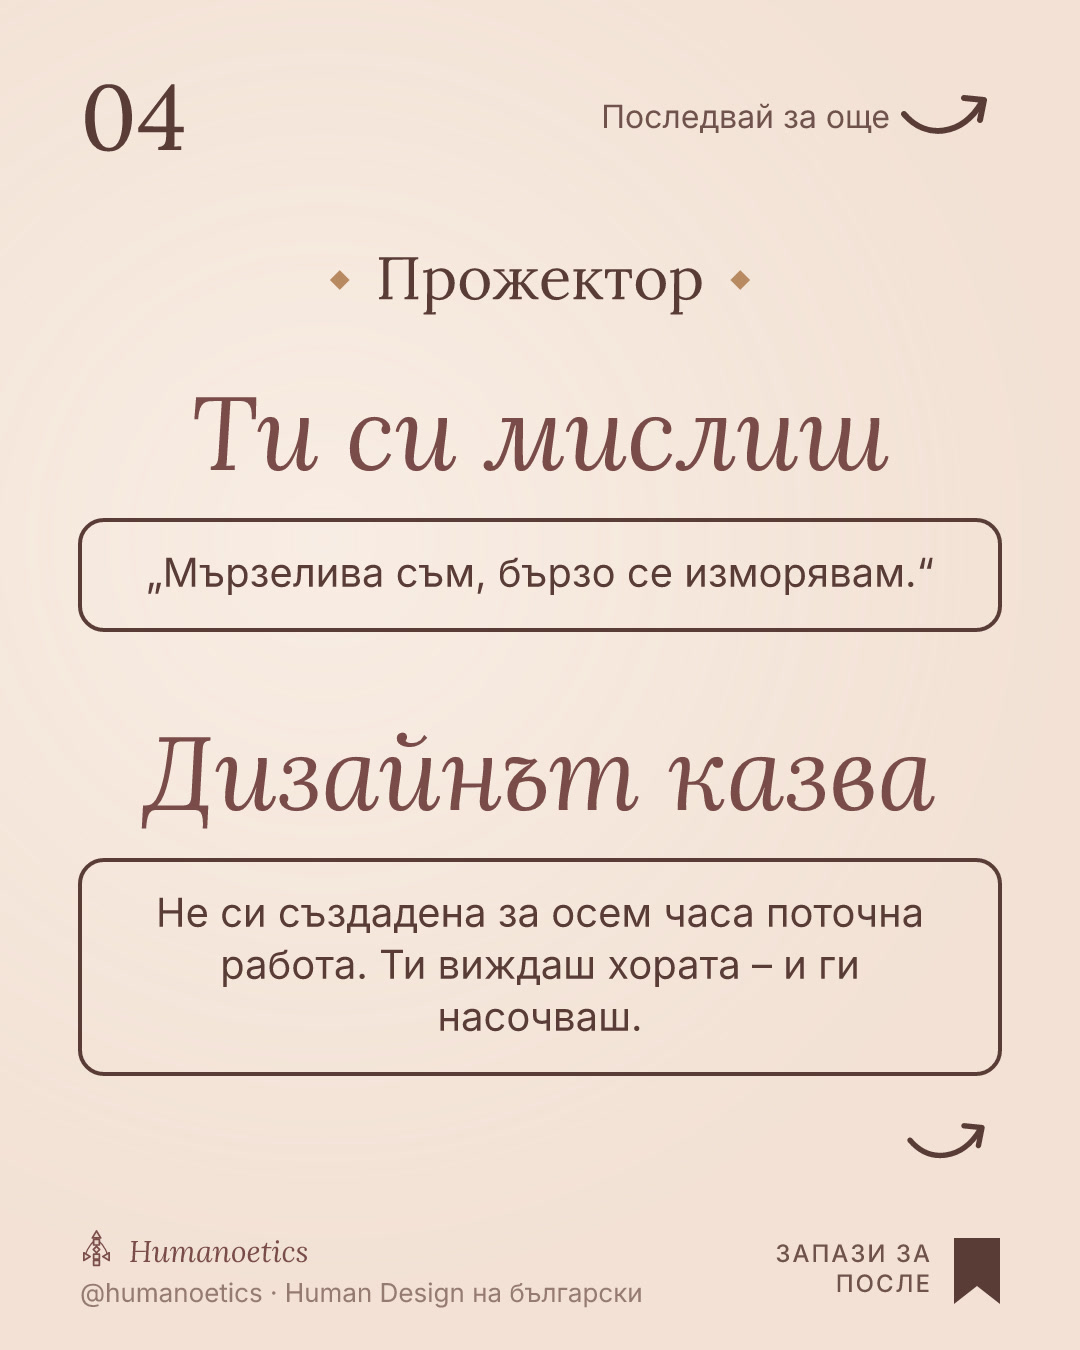 04
Последвай за още
Прожектор
Ти си мислиш
„Мързелива съм, бързо се изморявам.“
Дизайнът казва
Не си създадена за осем часа поточна
работа. Ти виждаш хората – и ги
насочваш.
Humanoetics
@humanoetics · Human Design на български
ЗАПАЗИ ЗА
ПОСЛЕ